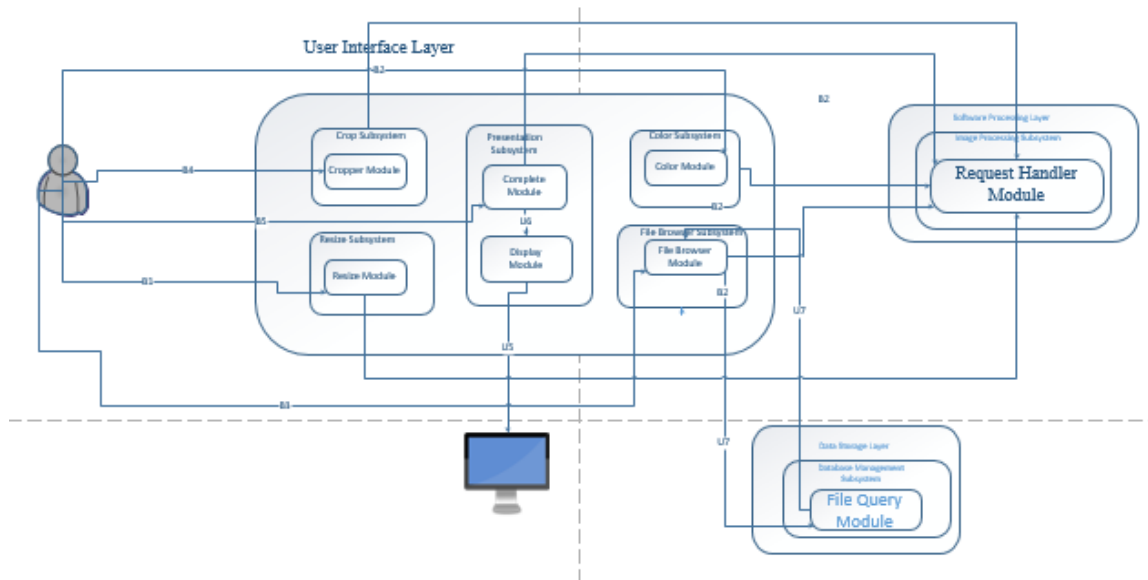 User Interface Layer
B2
B2
Software Processing Layer
Image Processing Subsystem
Request Handler
Module
Crop Subsystem
Cropper Module
Presentation
Subsystem
Complete
Module
Color Subsystem
Color Module
B4
B5
U6
B2
Resize Subsystem
Resize Module
Display
Module
File Browser Subsystem
File Browser
Module
B1
B2
U7
U5
B3
U7
Data Storage Layer
Database Management
Subsystem
File Query
Module